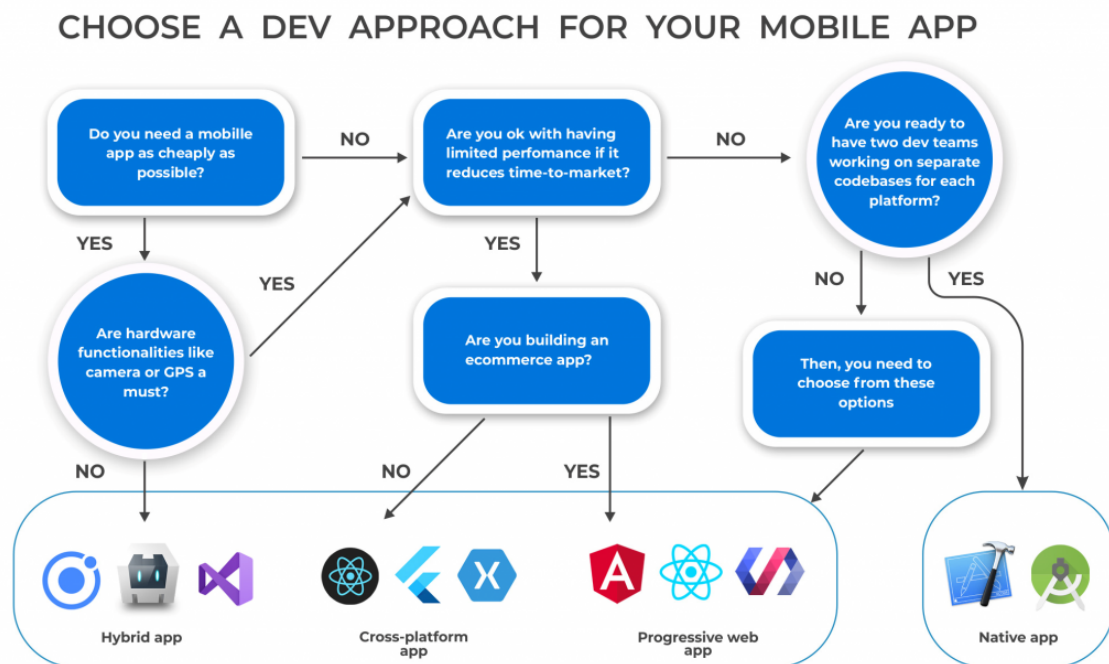 CHOOSE A DEV APPROACH FOR YOUR MOBILE APP
Do you need a mobille
app as cheaply as
possible?
NO
Are you ok with having
limited perfomance if it
reduces time-to-market?
NO
Are you ready to
have two dev teams
working on separate
codebases for each
platform?
YES
YES
YES
NO
YES
Are hardware
functionalities like
camera or GPS a
must?
Are you building an
ecommerce app?
Then, you need to
choose from these
options
NO
NO
YES
Hybrid app
Cross-platform
app
Progressive web
app
Native app